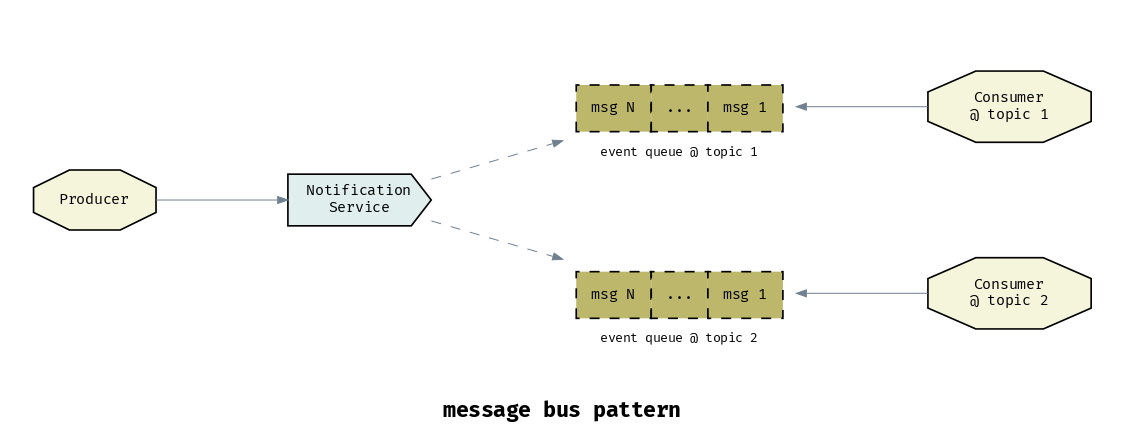 Producer
Notification
Service
msg N
...
msg 1
event queue @ topic 1
Consumer
@ topic 1
msg N
...
msg 1
event queue @ topic 2
Consumer
@ topic 2
message bus pattern